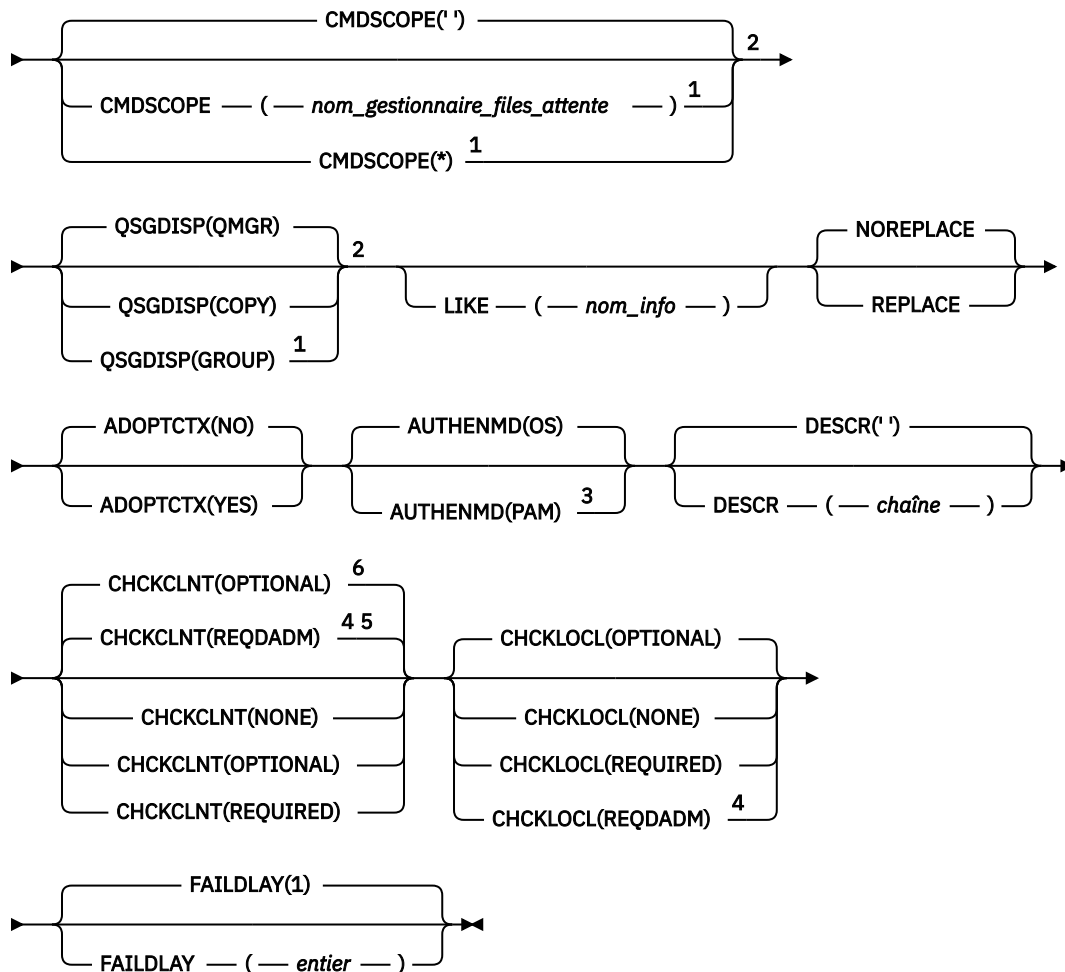 CMDSCOPE(' ')
2
CMDSCOPE ( nom_gestionnaire_files_attente ) 1
CMDSCOPE(*) 1
QSGDISP(QMGR)
2
QSGDISP(COPY)
QSGDISP(GROUP) 1
LIKE ( nom_info )
NOREPLACE
REPLACE
ADOPTCTX(NO)
ADOPTCTX(YES)
AUTHENMD(OS)
AUTHENMD(PAM) 3
DESCR(' ')
DESCR ( chaîne )
CHCKCLNT(OPTIONAL) 6
CHCKCLNT(REQDADM) 4 5
CHCKCLNT(NONE)
CHCKCLNT(OPTIONAL)
CHCKCLNT(REQUIRED)
CHCKLOCL(OPTIONAL)
CHCKLOCL(NONE)
CHCKLOCL(REQUIRED)
CHCKLOCL(REQDADM) 4
FAILDLAY(1)
FAILDLAY ( entier )